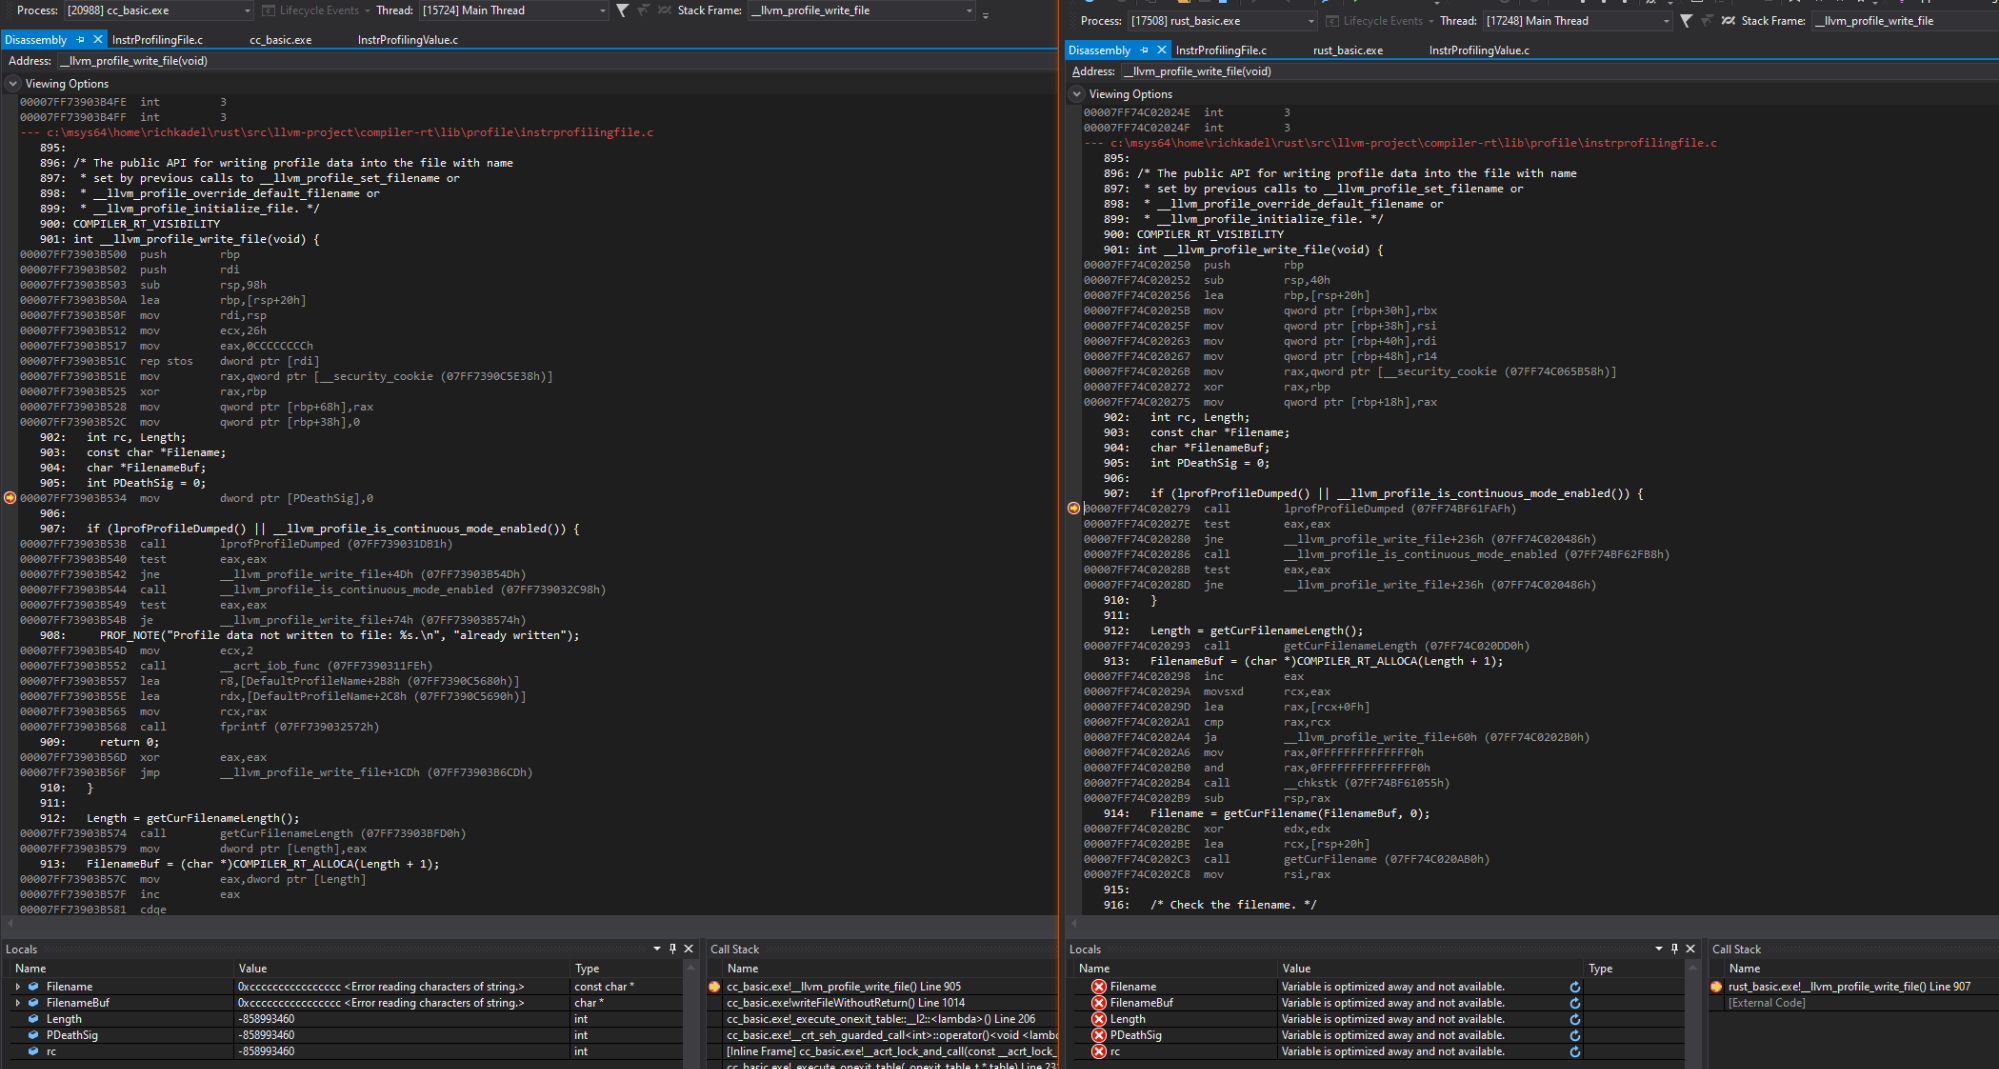 Process: [20988] cc_basic.exe Lifecycle Events Thread: [15724] Main Thread Stack Frame: __llvm_profile_write_file
Disassembly InstrProfilingFile.c cc_basic.exe InstrProfilingValue.c
Address: __llvm_profile_write_file(void)
Viewing Options
00007FF73903B4FE int 3
00007FF73903B4FF int 3
--- c:\msys64\home\richkadel\rust\src\llvm-project\compiler-rt\lib\profile\instrprofilingfile.c
895:
896: /* The public API for writing profile data into the file with name
897: * set by previous calls to __llvm_profile_set_filename or
898: * __llvm_profile_override_default_filename or
899: * __llvm_profile_initialize_file. */
900: COMPILER_RT_VISIBILITY
901: int __llvm_profile_write_file(void) {
00007FF73903B500 push rbp
00007FF73903B502 push rdi
00007FF73903B503 sub rsp,98h
00007FF73903B50A lea rbp,[rsp+20h]
00007FF73903B50F mov rdi,rsp
00007FF73903B512 mov ecx,26h
00007FF73903B517 mov eax,0CCCCCCCCh
00007FF73903B51C rep stos dword ptr [rdi]
00007FF73903B51E mov rax,qword ptr [__security_cookie (07FF7390C5E38h)]
00007FF73903B525 xor rax,rbp
00007FF73903B528 mov qword ptr [rbp+68h],rax
00007FF73903B52C mov qword ptr [rbp+38h],0
902: int rc, Length;
903: const char *Filename;
904: char *FilenameBuf;
905: int PDeathSig = 0;
00007FF73903B534 mov dword ptr [PDeathSig],0
906:
907: if (lprofProfileDumped() || __llvm_profile_is_continuous_mode_enabled()) {
00007FF73903B53B call lprofProfileDumped (07FF739031DB1h)
00007FF73903B540 test eax,eax
00007FF73903B542 jne __llvm_profile_write_file+4Dh (07FF73903B54Dh)
00007FF73903B544 call __llvm_profile_is_continuous_mode_enabled (07FF739032C98h)
00007FF73903B549 test eax,eax
00007FF73903B54B je __llvm_profile_write_file+74h (07FF73903B574h)
908: PROF_NOTE("Profile data not written to file: %s.\n", "already written");
00007FF73903B54D mov ecx,2
00007FF73903B552 call __acrt_iob_func (07FF7390311FEh)
00007FF73903B557 lea r8,[DefaultProfileName+2B8h (07FF7390C5680h)]
00007FF73903B55E lea rdx,[DefaultProfileName+2C8h (07FF7390C5690h)]
00007FF73903B565 mov rcx,rax
00007FF73903B568 call fprintf (07FF739032572h)
909: return 0;
00007FF73903B56D xor eax,eax
00007FF73903B56F jmp __llvm_profile_write_file+1CDh (07FF73903B6CDh)
910: }
911:
912: Length = getCurFilenameLength();
00007FF73903B574 call getCurFilenameLength (07FF73903BFD0h)
00007FF73903B579 mov dword ptr [Length],eax
913: FilenameBuf = (char *)COMPILER_RT_ALLOCA(Length + 1);
00007FF73903B57C mov eax,dword ptr [Length]
00007FF73903B57F inc eax
00007FF73903B581 cdqe
Locals
Name Value Type
Filename 0xcccccccccccccccc <Error reading characters of string.> const char *
FilenameBuf 0xcccccccccccccccc <Error reading characters of string.> char *
Length -858993460 int
PDeathSig -858993460 int
rc -858993460 int
Call Stack
Name
cc_basic.exe!__llvm_profile_write_file() Line 905
cc_basic.exe!writeFileWithoutReturn() Line 1014
cc_basic.exe!_execute_onexit_table::__l2::<lambda>() Line 206
cc_basic.exe!__crt_seh_guarded_call<int>::operator()<void <lambda
[Inline Frame] cc_basic.exe!__acrt_lock_and_call(const __acrt_lock_
cc_basic.exe!_execute_onexit_table(_onexit_table_t * table) Line 23
Process: [17508] rust_basic.exe Lifecycle Events Thread: [17248] Main Thread Stack Frame: __llvm_profile_write_file
Disassembly InstrProfilingFile.c rust_basic.exe InstrProfilingValue.c
Address: __llvm_profile_write_file(void)
Viewing Options
00007FF74C02024E int 3
00007FF74C02024F int 3
--- c:\msys64\home\richkadel\rust\src\llvm-project\compiler-rt\lib\profile\instrprofilingfile.c
895:
896: /* The public API for writing profile data into the file with name
897: * set by previous calls to __llvm_profile_set_filename or
898: * __llvm_profile_override_default_filename or
899: * __llvm_profile_initialize_file. */
900: COMPILER_RT_VISIBILITY
901: int __llvm_profile_write_file(void) {
00007FF74C020250 push rbp
00007FF74C020252 sub rsp,40h
00007FF74C020256 lea rbp,[rsp+20h]
00007FF74C02025B mov qword ptr [rbp+30h],rbx
00007FF74C02025F mov qword ptr [rbp+38h],rsi
00007FF74C020263 mov qword ptr [rbp+40h],rdi
00007FF74C020267 mov qword ptr [rbp+48h],r14
00007FF74C02026B mov rax,qword ptr [__security_cookie (07FF74C065B58h)]
00007FF74C020272 xor rax,rbp
00007FF74C020275 mov qword ptr [rbp+18h],rax
902: int rc, Length;
903: const char *Filename;
904: char *FilenameBuf;
905: int PDeathSig = 0;
906:
907: if (lprofProfileDumped() || __llvm_profile_is_continuous_mode_enabled()) {
00007FF74C020279 call lprofProfileDumped (07FF74BF61FAFh)
00007FF74C02027E test eax,eax
00007FF74C020280 jne __llvm_profile_write_file+236h (07FF74C020486h)
00007FF74C020286 call __llvm_profile_is_continuous_mode_enabled (07FF74BF62FB8h)
00007FF74C02028B test eax,eax
00007FF74C02028D jne __llvm_profile_write_file+236h (07FF74C020486h)
910: }
911:
912: Length = getCurFilenameLength();
00007FF74C020293 call getCurFilenameLength (07FF74C020DD0h)
913: FilenameBuf = (char *)COMPILER_RT_ALLOCA(Length + 1);
00007FF74C020298 inc eax
00007FF74C02029A movsxd rcx,eax
00007FF74C02029D lea rax,[rcx+0Fh]
00007FF74C0202A1 cmp rax,rcx
00007FF74C0202A4 ja __llvm_profile_write_file+60h (07FF74C0202B0h)
00007FF74C0202A6 mov rax,0FFFFFFFFFFFFFF0h
00007FF74C0202B0 and rax,0FFFFFFFFFFFFFFF0h
00007FF74C0202B4 call __chkstk (07FF74BF61055h)
00007FF74C0202B9 sub rsp,rax
914: Filename = getCurFilename(FilenameBuf, 0);
00007FF74C0202BC xor edx,edx
00007FF74C0202BE lea rcx,[rsp+20h]
00007FF74C0202C3 call getCurFilename (07FF74C020AB0h)
00007FF74C0202C8 mov rsi,rax
915:
916: /* Check the filename. */
Locals
Name Value Type
Filename Variable is optimized away and not available.
FilenameBuf Variable is optimized away and not available.
Length Variable is optimized away and not available.
PDeathSig Variable is optimized away and not available.
rc Variable is optimized away and not available.
Call Stack
Name
rust_basic.exe!__llvm_profile_write_file() Line 907
[External Code]